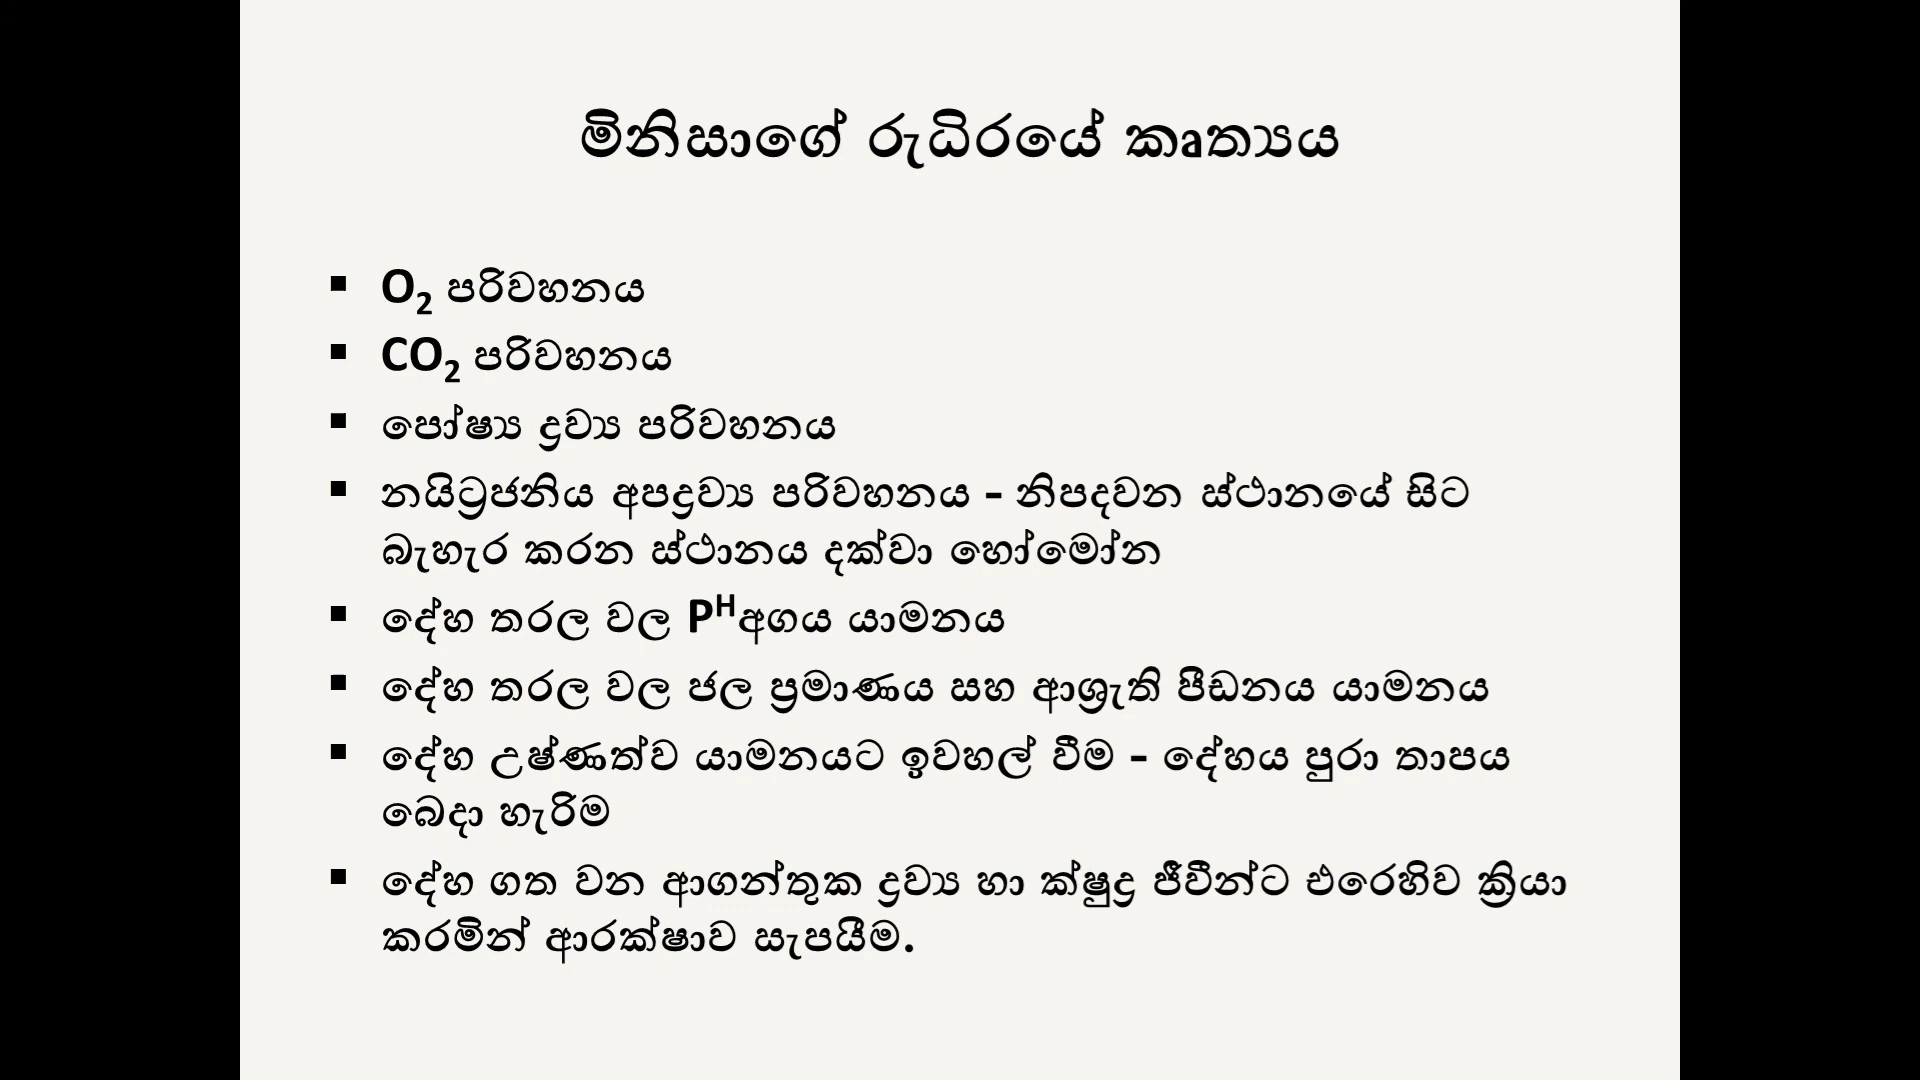 මිනිසාගේ රුධිරයේ කෘත්‍යය
▪ O₂ පරිවහනය
▪ CO₂ පරිවහනය
▪ පෝෂ්‍ය ද්‍රව්‍ය පරිවහනය
▪ නයිට්‍රජනිය අපද්‍රව්‍ය පරිවහනය - නිපදවන ස්ථානයේ සිට
බැහැර කරන ස්ථානය දක්වා හෝමෝන
▪ දේහ තරල වල Pᴴඅගය යාමනය
▪ දේහ තරල වල ජල ප්‍රමාණය සහ ආශ්‍රැති පීඩනය යාමනය
▪ දේහ උෂ්ණත්ව යාමනයට ඉවහල් වීම - දේහය පුරා තාපය
බෙදා හැරිම
▪ දේහ ගත වන ආගන්තුක ද්‍රව්‍ය හා ක්ෂුද්‍ර ජීවීන්ට එරෙහිව ක්‍රියා
කරමින් ආරක්ෂාව සැපයීම.